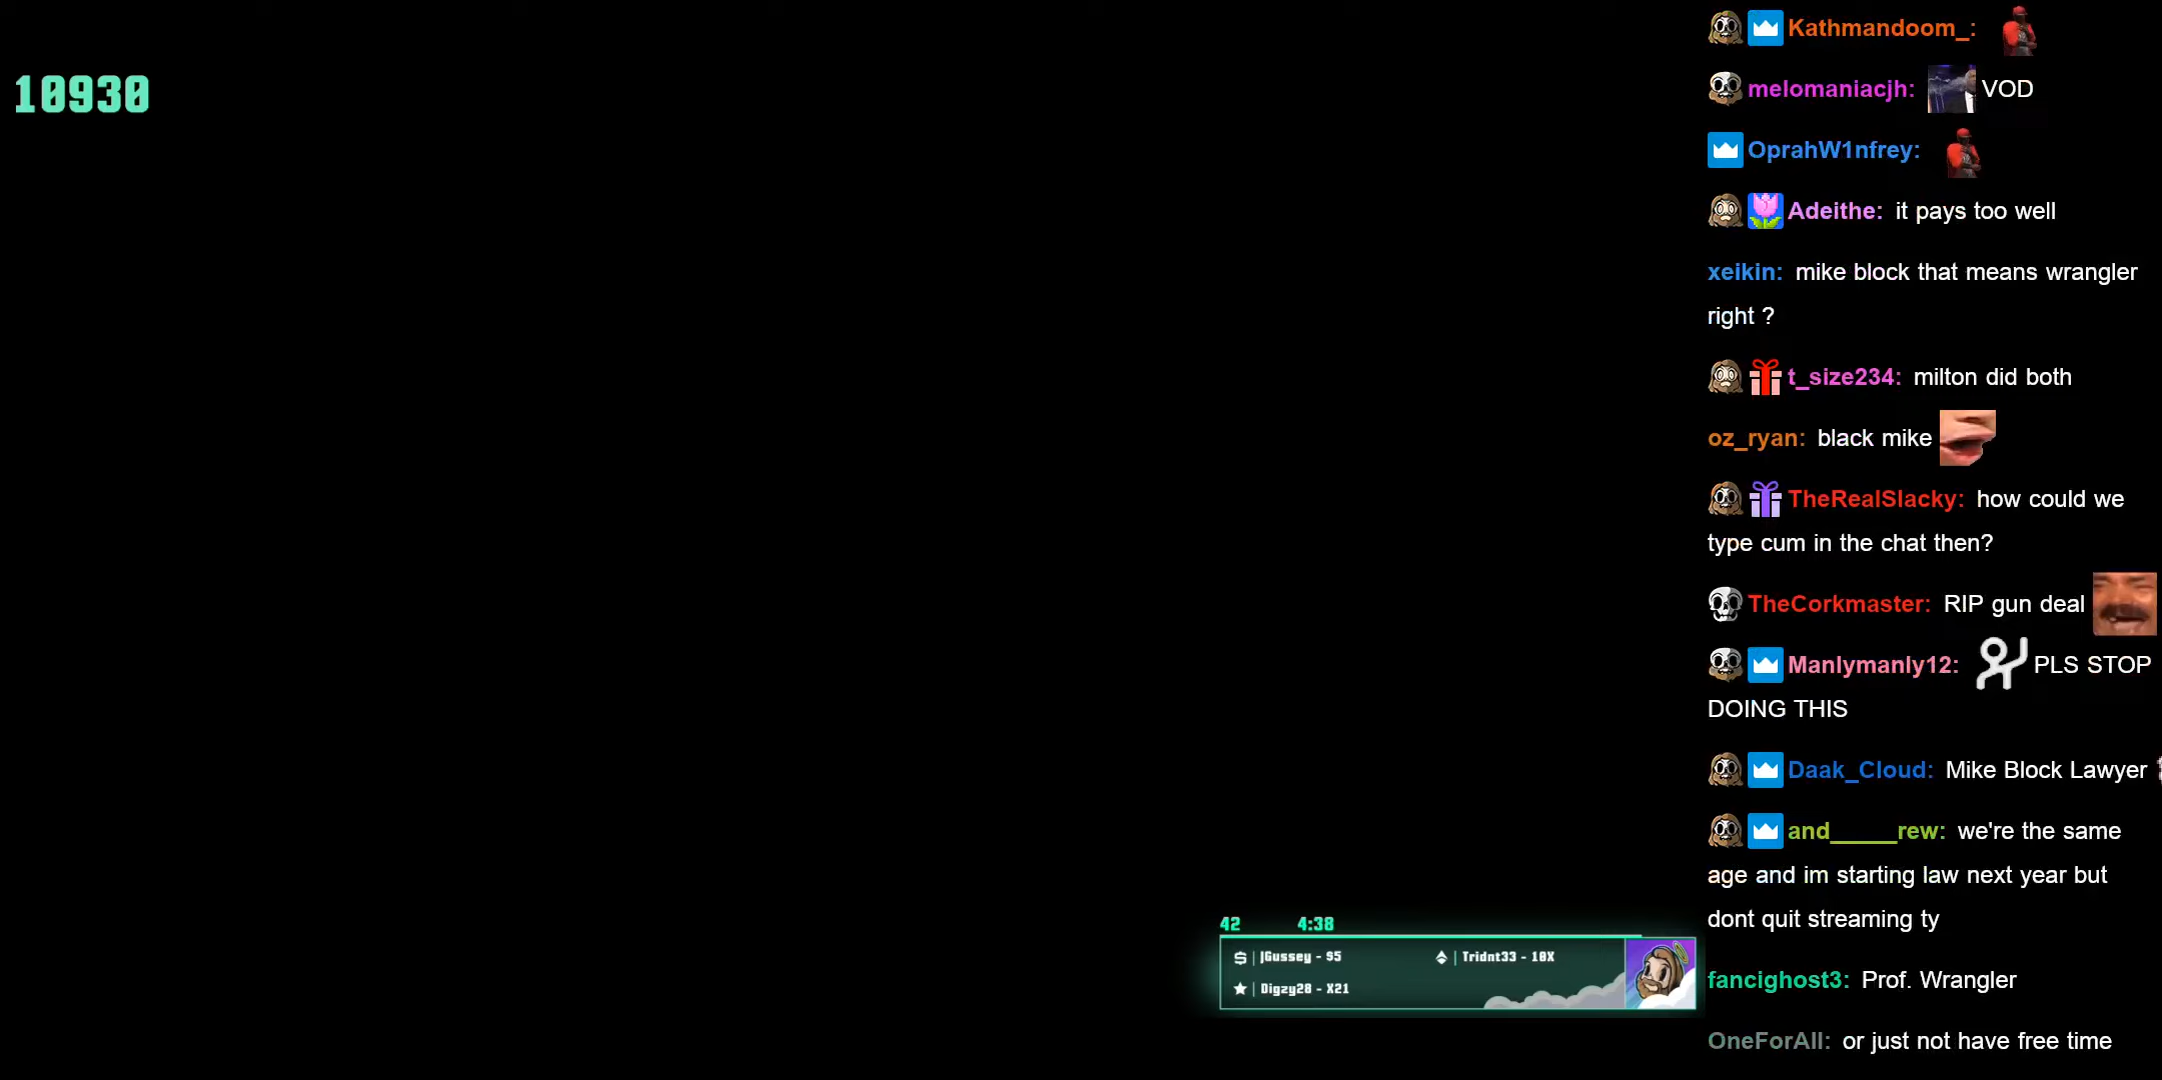 10930
Kathmandoom_:
melomaniacjh: VOD
OprahW1nfrey:
Adeithe: it pays too well
xeikin: mike block that means wrangler
right ?
t_size234: milton did both
oz_ryan: black mike
TheRealSlacky: how could we
type cum in the chat then?
TheCorkmaster: RIP gun deal
Manlymanly12: PLS STOP
DOING THIS
Daak_Cloud: Mike Block Lawyer
and_____rew: we're the same
age and im starting law next year but
dont quit streaming ty
fancighost3: Prof. Wrangler
OneForAll: or just not have free time
42 4:38
$ | JGussey - $5
Tridnt33 - 10X
★ | Digzy28 - X21